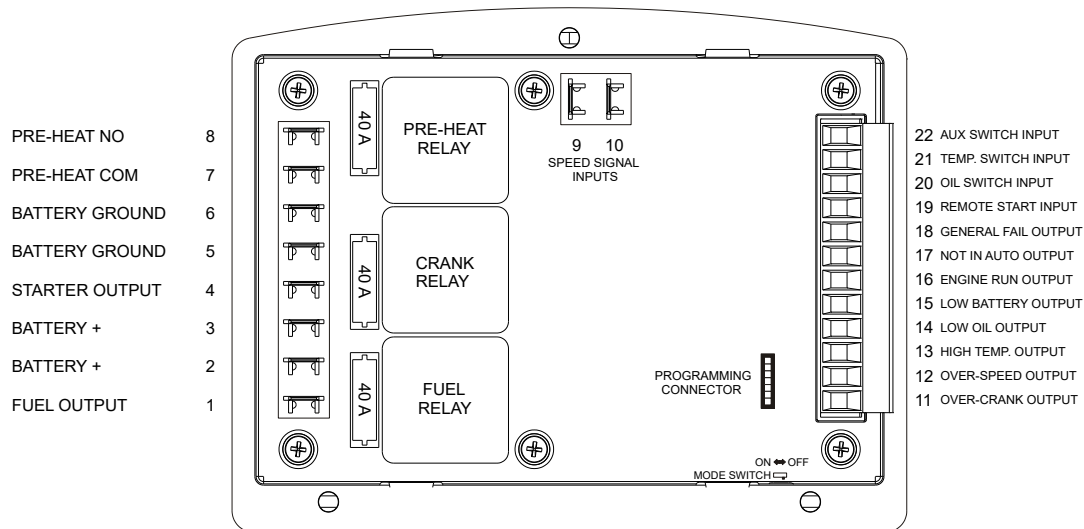 PRE-HEAT NO 8
PRE-HEAT COM 7
BATTERY GROUND 6
BATTERY GROUND 5
STARTER OUTPUT 4
BATTERY + 3
BATTERY + 2
FUEL OUTPUT 1
40 A
PRE-HEAT
RELAY
40 A
CRANK
RELAY
40 A
FUEL
RELAY
9 10
SPEED SIGNAL
INPUTS
PROGRAMMING
CONNECTOR
ON ⬌ OFF
MODE SWITCH
22 AUX SWITCH INPUT
21 TEMP. SWITCH INPUT
20 OIL SWITCH INPUT
19 REMOTE START INPUT
18 GENERAL FAIL OUTPUT
17 NOT IN AUTO OUTPUT
16 ENGINE RUN OUTPUT
15 LOW BATTERY OUTPUT
14 LOW OIL OUTPUT
13 HIGH TEMP. OUTPUT
12 OVER-SPEED OUTPUT
11 OVER-CRANK OUTPUT